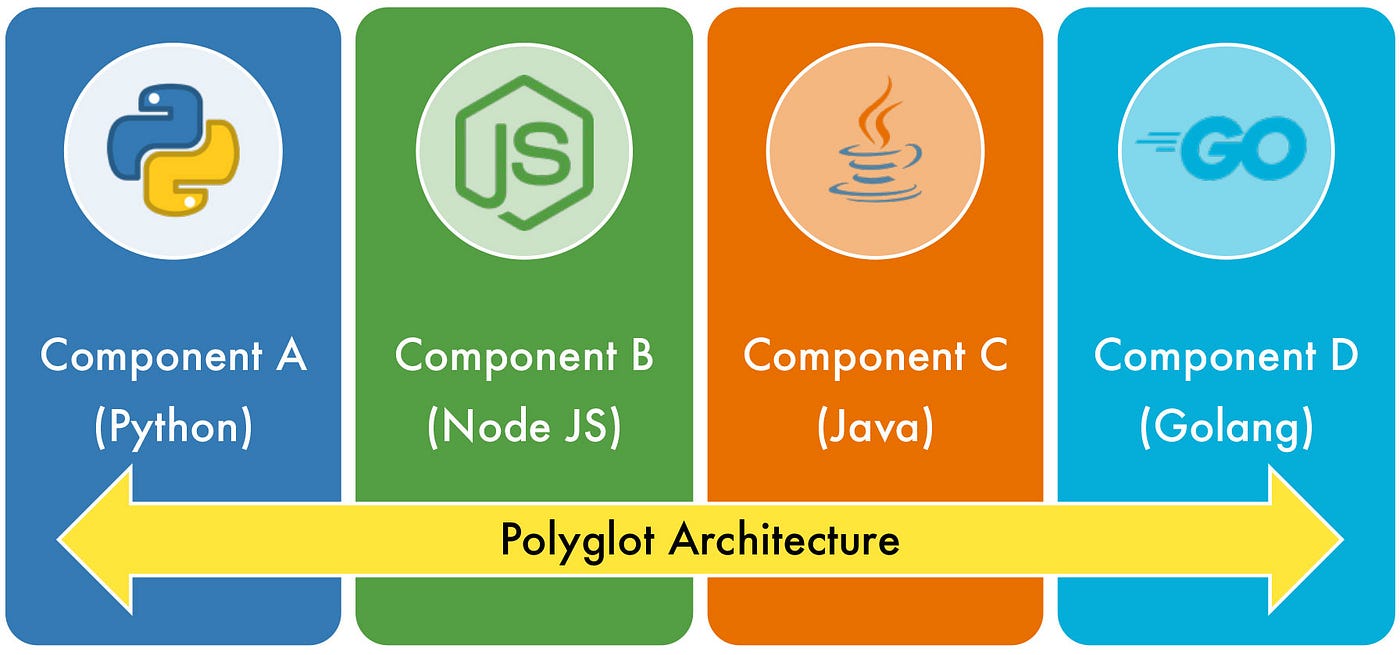 JS
GO
Component A
(Python)
Component B
(Node JS)
Component C
(Java)
Component D
(Golang)
Polyglot Architecture